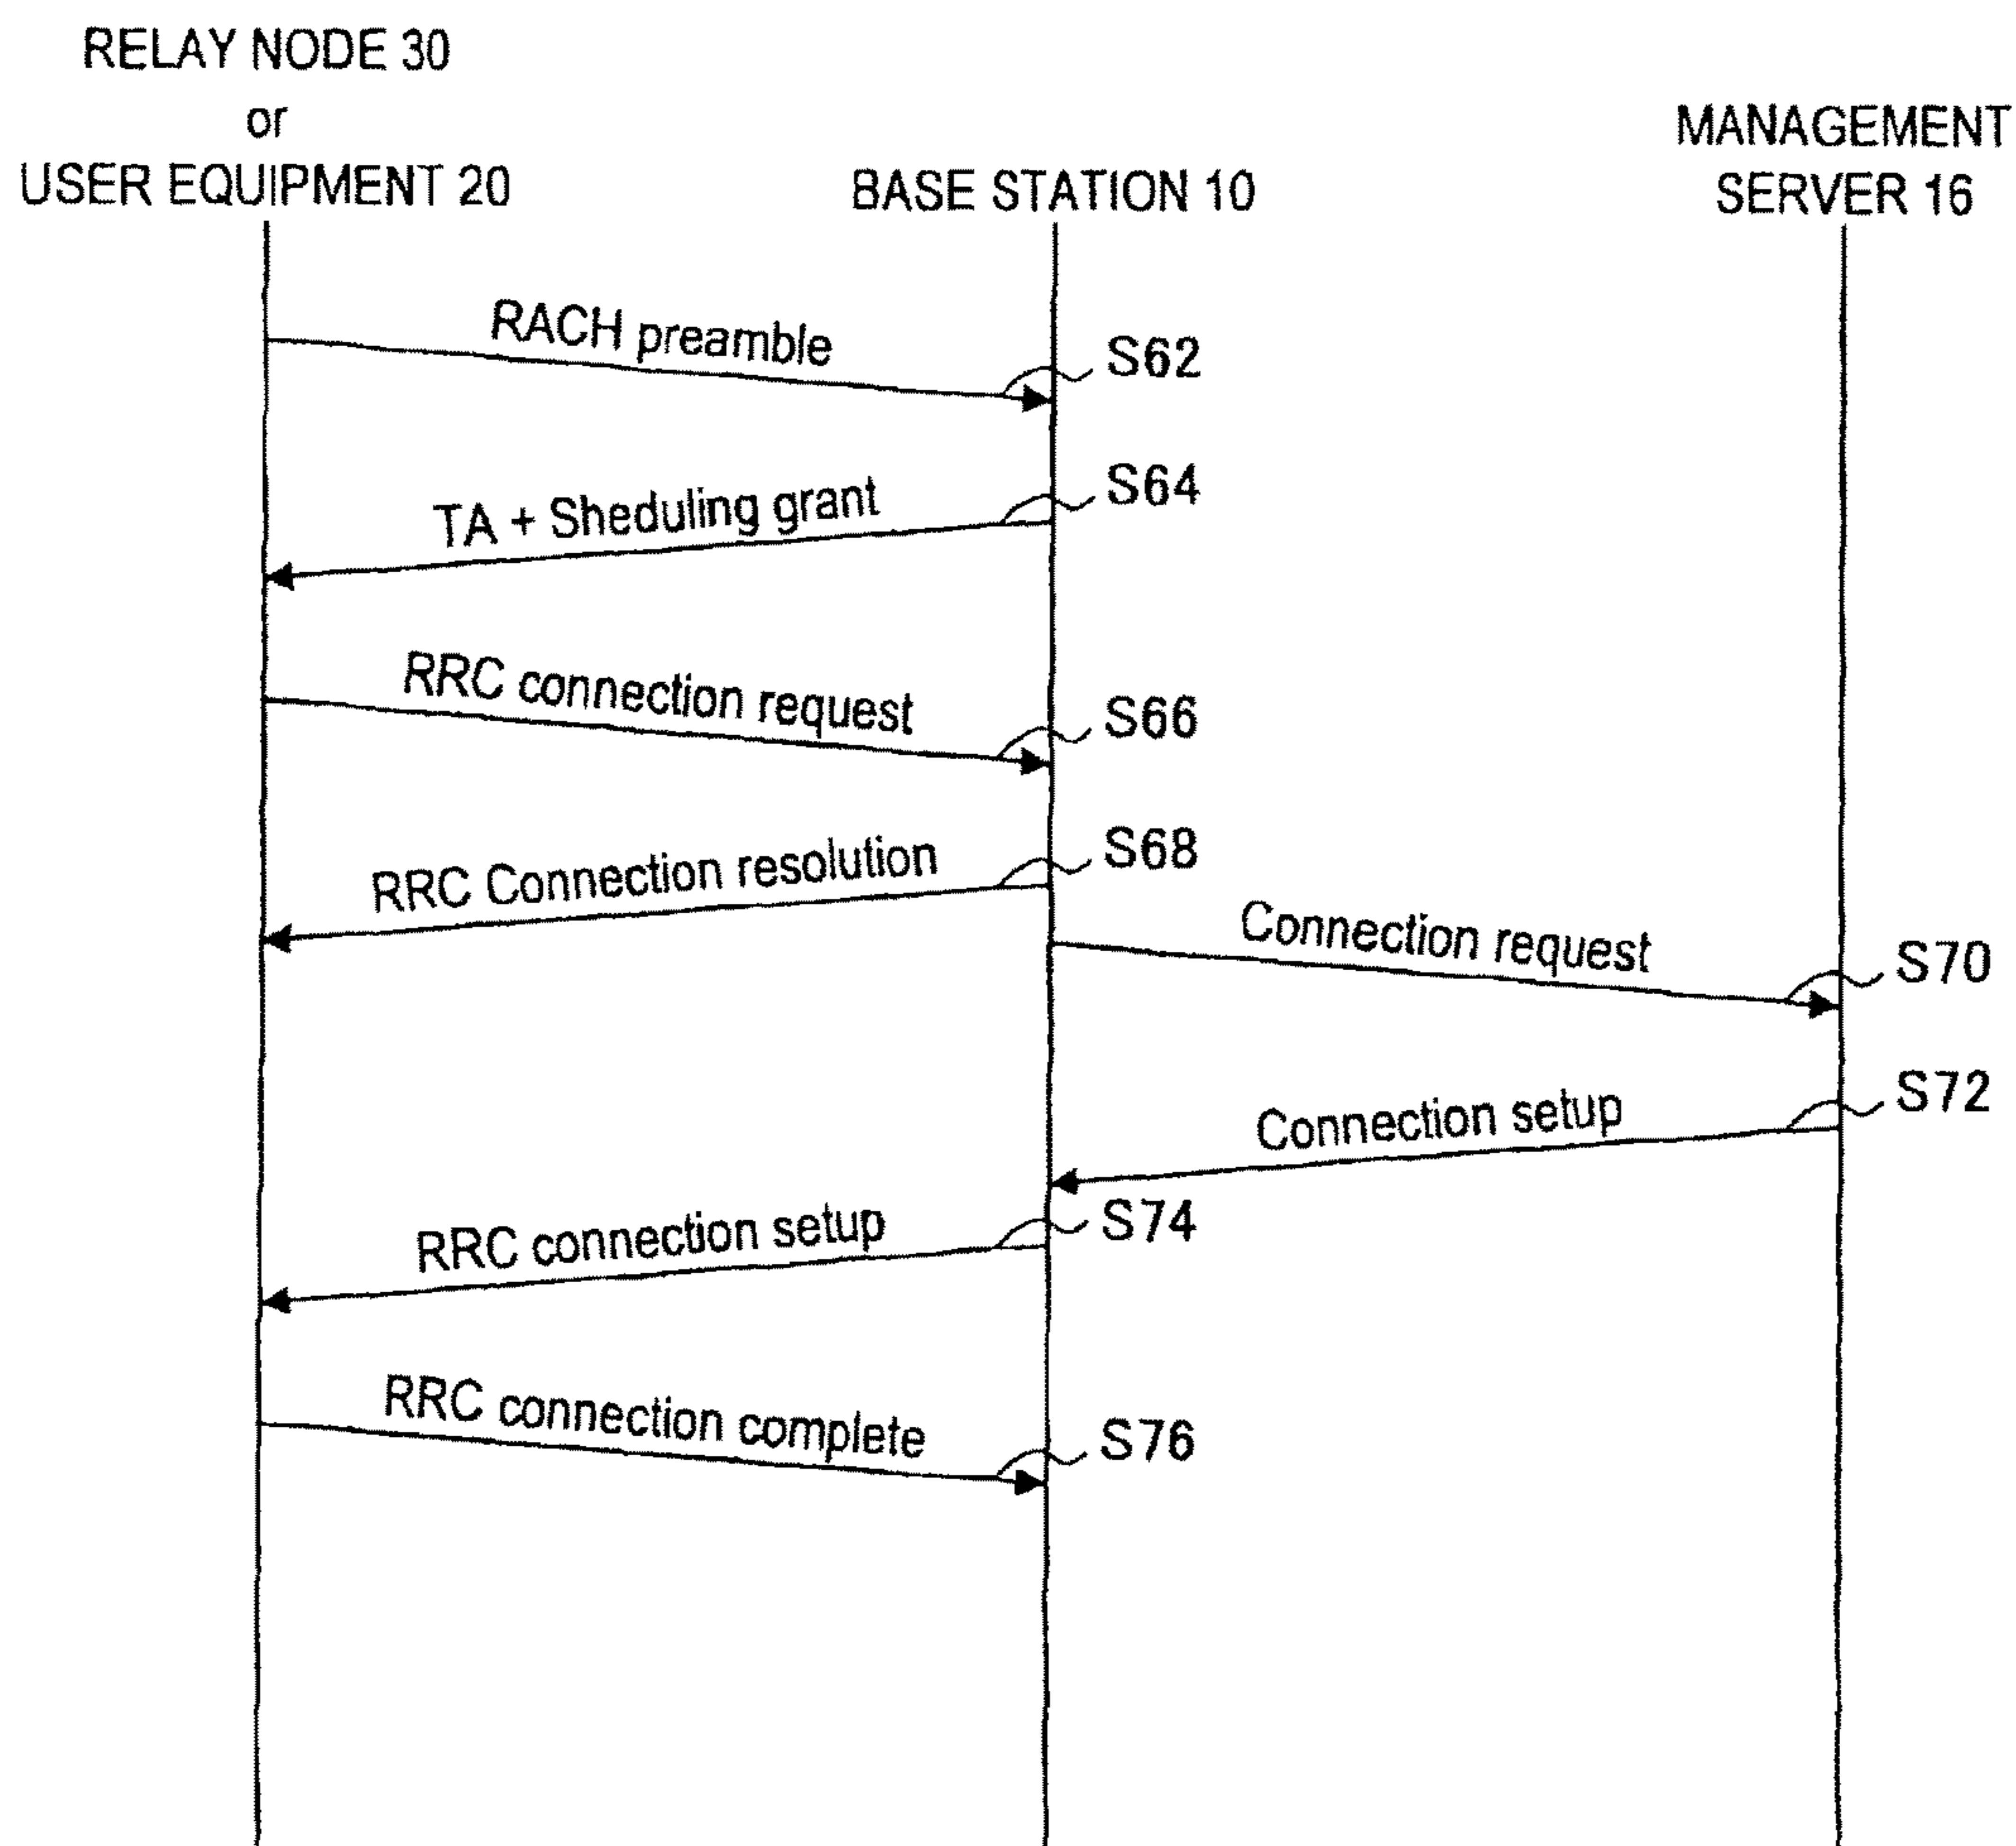 RELAY NODE 30
or
USER EQUIPMENT 20
BASE STATION 10
MANAGEMENT
SERVER 16
RACH preamble
S62
TA + Sheduling grant
S64
RRC connection request
S66
RRC Connection resolution
S68
Connection request
S70
Connection setup
S72
RRC connection setup
S74
RRC connection complete
S76